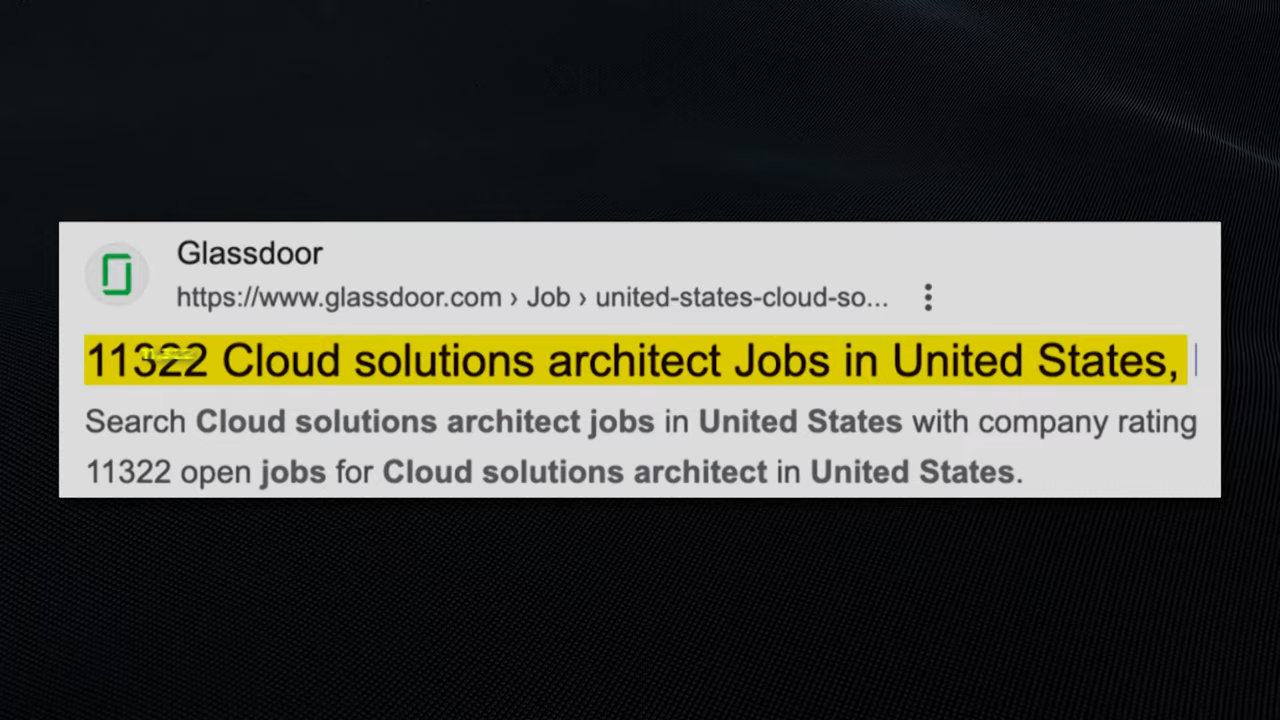 Glassdoor
https://www.glassdoor.com › Job › united-states-cloud-so...
11322 Cloud solutions architect Jobs in United States,
Search Cloud solutions architect jobs in United States with company rating
11322 open jobs for Cloud solutions architect in United States.